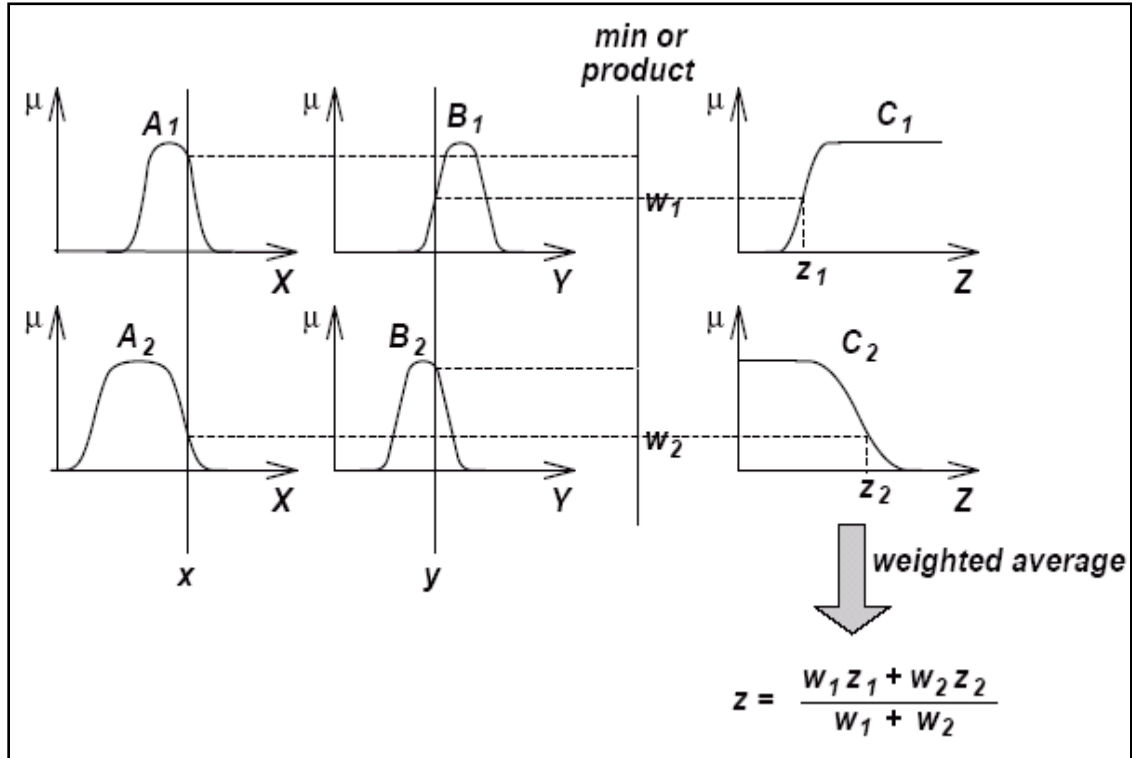 min or
product
μ A₁ μ B₁ μ C₁
w₁
X Y z₁ Z
μ A₂ μ B₂ μ C₂
w₂
X Y z₂ Z
x y
weighted average
z = (w₁ z₁ + w₂ z₂) / (w₁ + w₂)